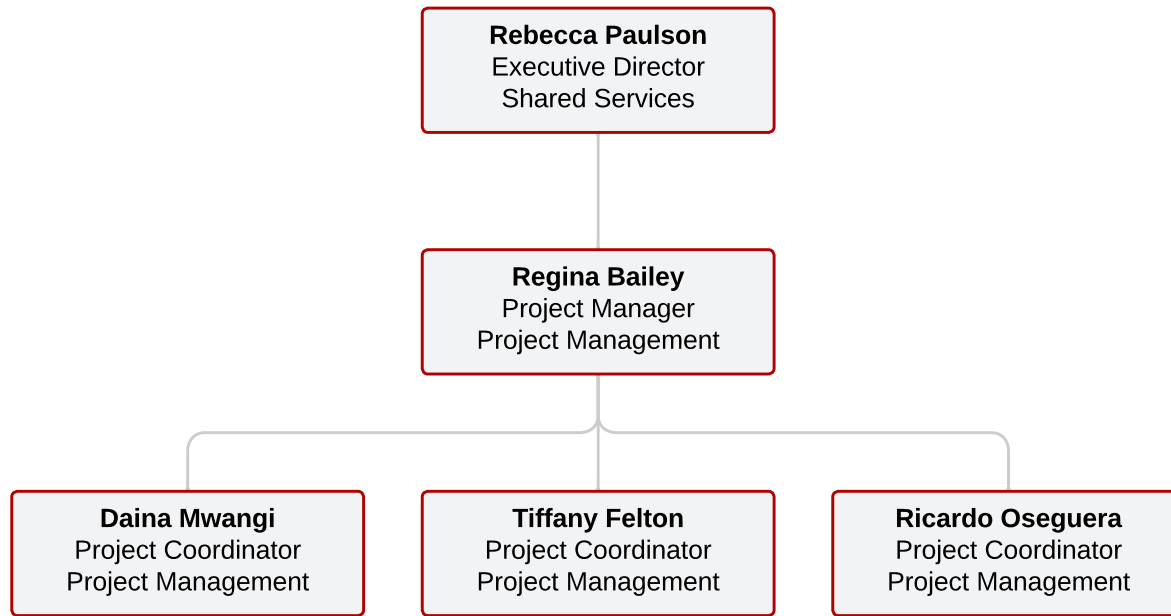 Rebecca Paulson
Executive Director
Shared Services
Regina Bailey
Project Manager
Project Management
Daina Mwangi
Project Coordinator
Project Management
Tiffany Felton
Project Coordinator
Project Management
Ricardo Oseguera
Project Coordinator
Project Management